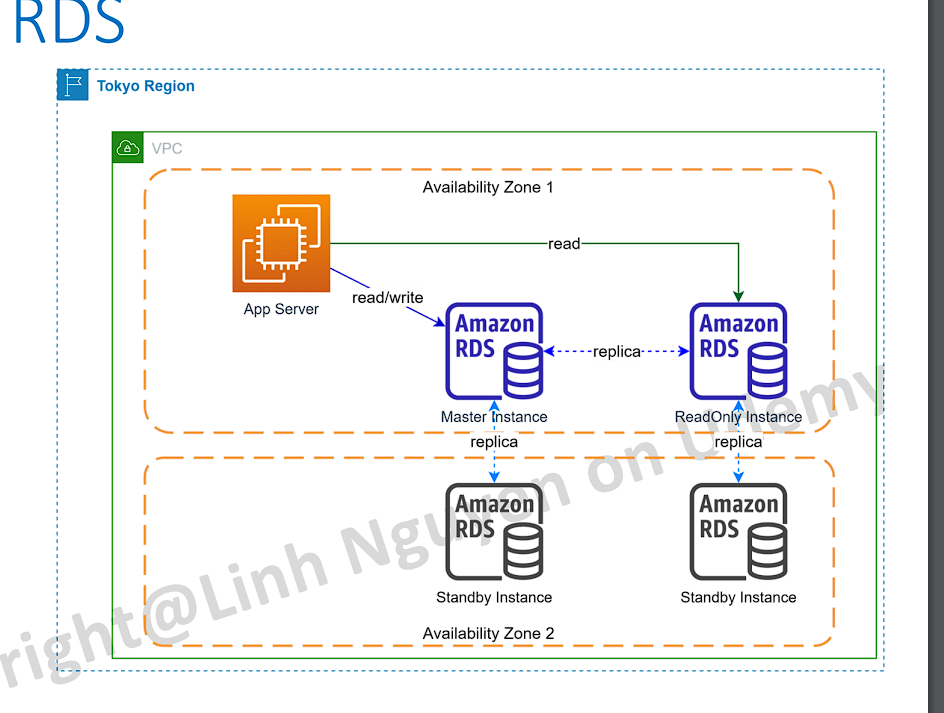 RDS
Tokyo Region
VPC
Availability Zone 1
read
read/write
App Server
Amazon
RDS
Amazon
RDS
replica
Master Instance
ReadOnly Instance
replica
replica
Amazon
RDS
Amazon
RDS
Standby Instance
Standby Instance
Availability Zone 2
right@Linh Nguyen on Udemy